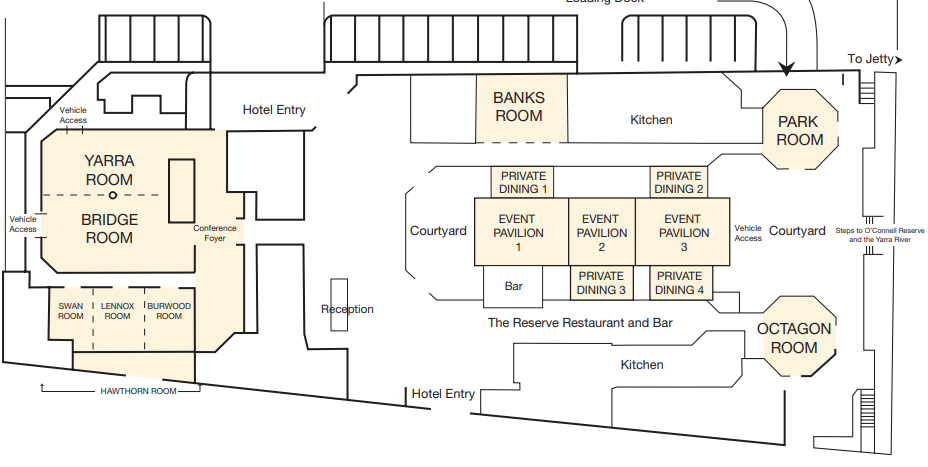 Loading Dock
To Jetty
Vehicle
Access
Hotel Entry
BANKS
ROOM
Kitchen
PARK
ROOM
YARRA
ROOM
BRIDGE
ROOM
Vehicle
Access
Conference
Foyer
Courtyard
PRIVATE
DINING 1
PRIVATE
DINING 2
EVENT
PAVILION
1
EVENT
PAVILION
2
EVENT
PAVILION
3
Vehicle
Access
Courtyard
Steps to O'Connell Reserve
and the Yarra River
Bar
PRIVATE
DINING 3
PRIVATE
DINING 4
SWAN
ROOM
LENNOX
ROOM
BURWOOD
ROOM
Reception
The Reserve Restaurant and Bar
OCTAGON
ROOM
Kitchen
HAWTHORN ROOM
Hotel Entry